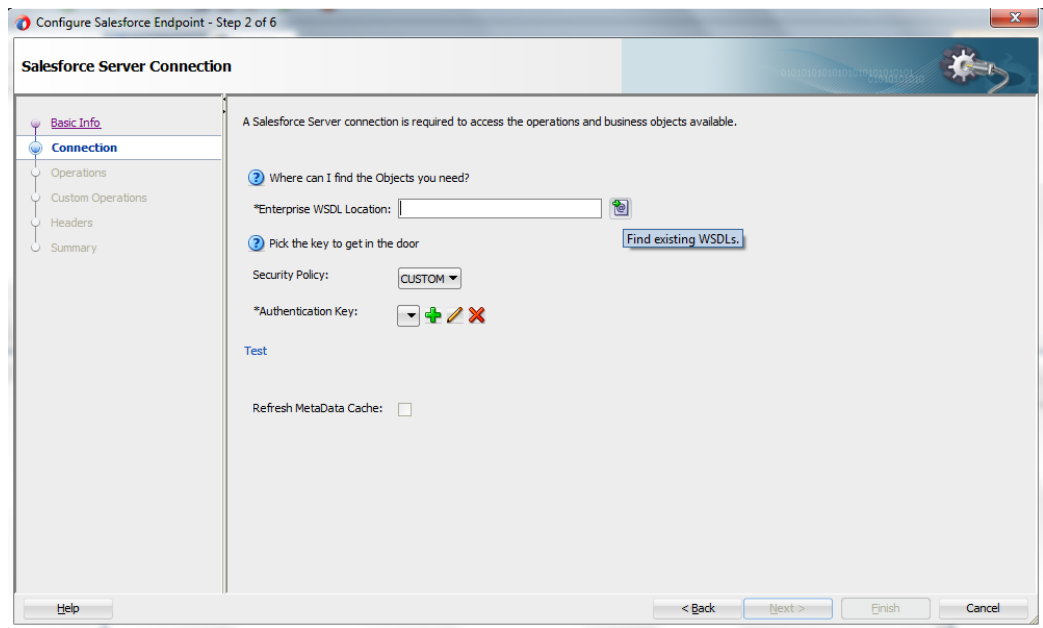 Configure Salesforce Endpoint - Step 2 of 6
x
Salesforce Server Connection
Basic Info
Connection
Operations
Custom Operations
Headers
Summary
A Salesforce Server connection is required to access the operations and business objects available.
Where can I find the Objects you need?
*Enterprise WSDL Location:
Find existing WSDLs.
Pick the key to get in the door
Security Policy:
CUSTOM
*Authentication Key:
Test
Refresh MetaData Cache:
Help
< Back
Next >
Finish
Cancel